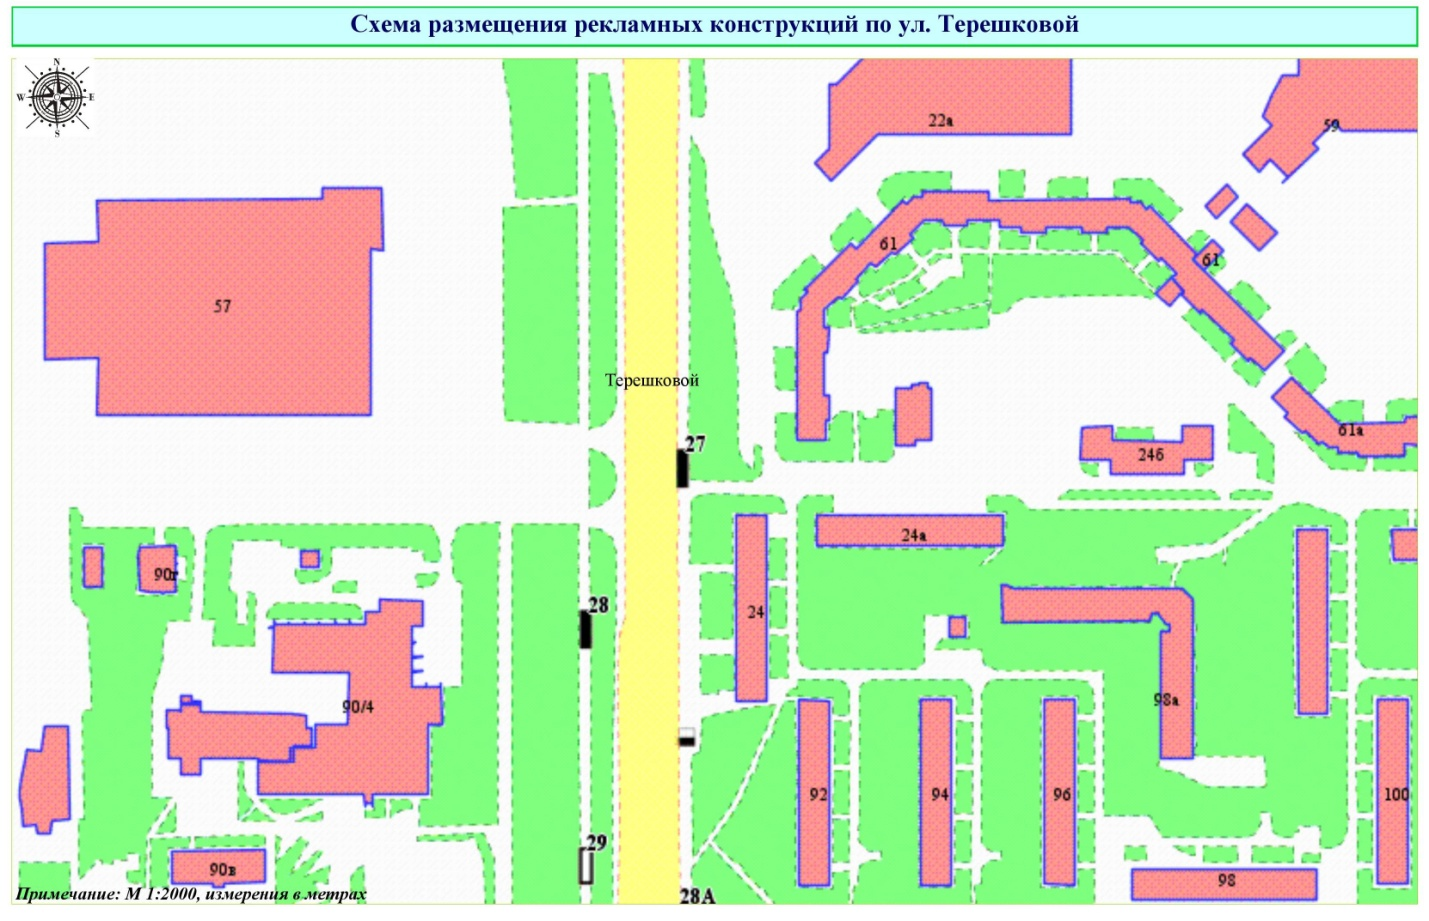 Схема размещения рекламных конструкций по ул. Терешковой
N
W E
S
22а
59
61
61
57
Терешковой
27
61а
24б
24а
90г
28
24
98а
90/4
92
94
96
100
29
90в
98
Примечание: М 1:2000, измерения в метрах
28А